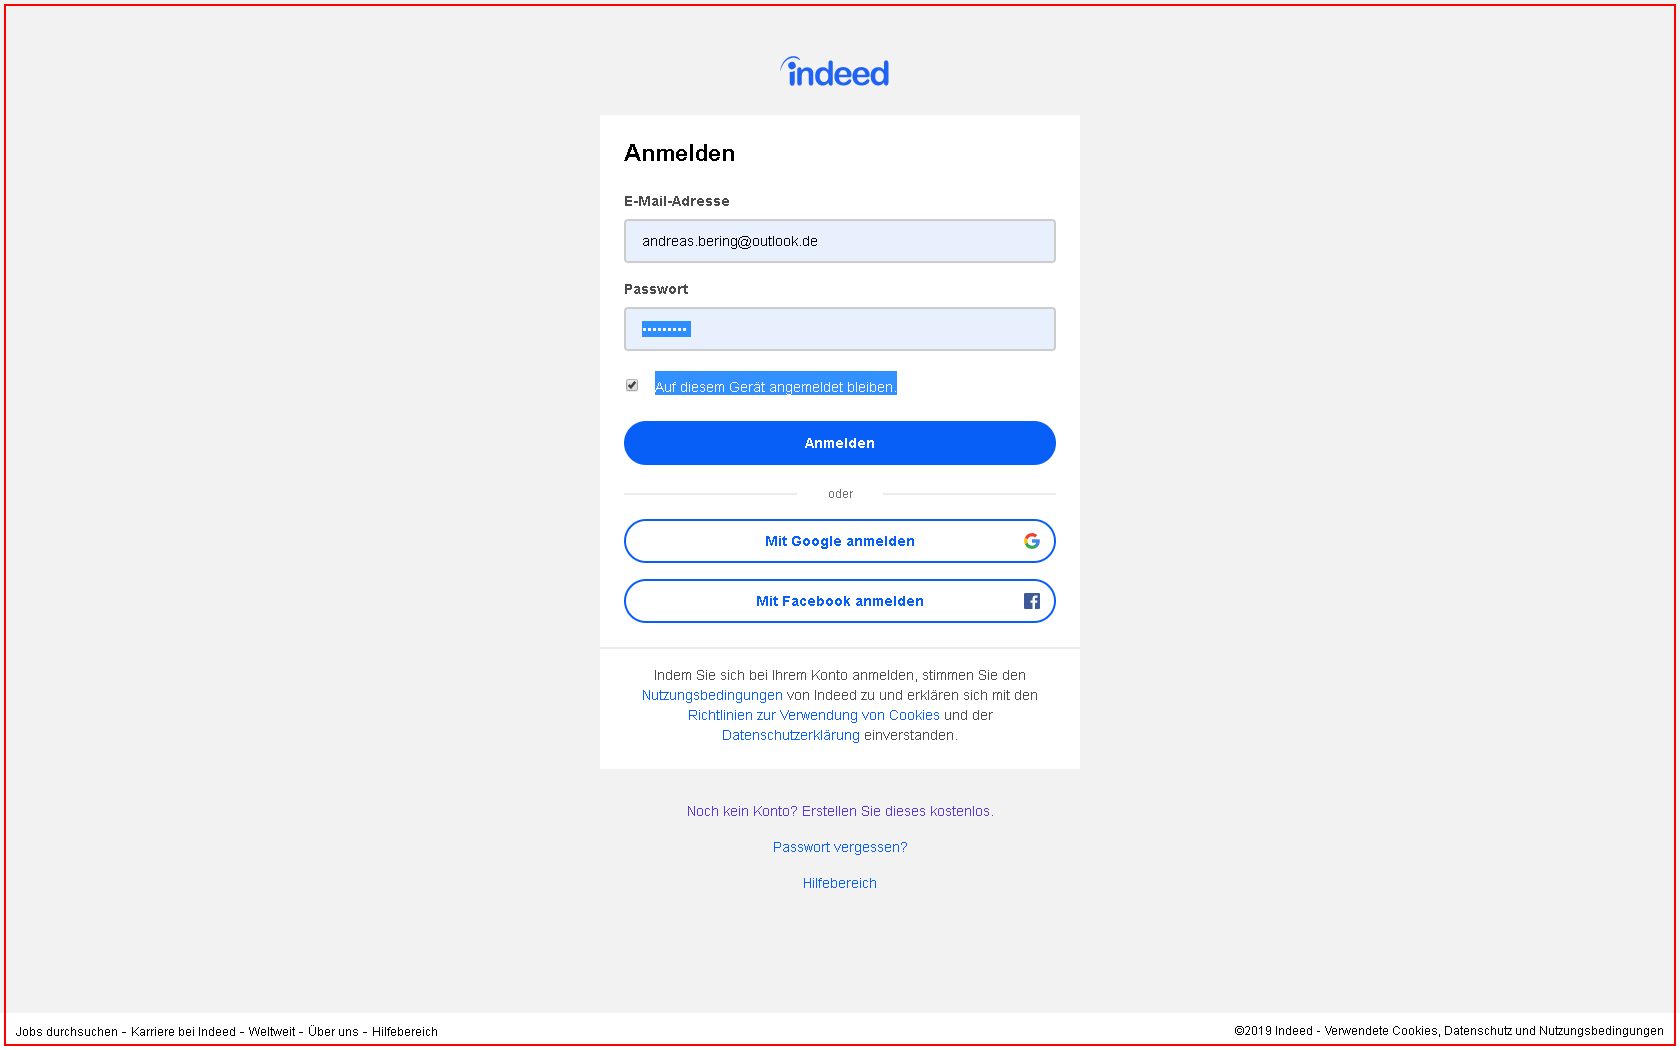 indeed
Anmelden
E-Mail-Adresse
andreas.bering@outlook.de
Passwort
•••••••••
Auf diesem Gerät angemeldet bleiben.
Anmelden
oder
Mit Google anmelden
Mit Facebook anmelden
Indem Sie sich bei Ihrem Konto anmelden, stimmen Sie den
Nutzungsbedingungen von Indeed zu und erklären sich mit den
Richtlinien zur Verwendung von Cookies und der
Datenschutzerklärung einverstanden.
Noch kein Konto? Erstellen Sie dieses kostenlos.
Passwort vergessen?
Hilfebereich
Jobs durchsuchen - Karriere bei Indeed - Weltweit - Über uns - Hilfebereich
©2019 Indeed - Verwendete Cookies, Datenschutz und Nutzungsbedingungen